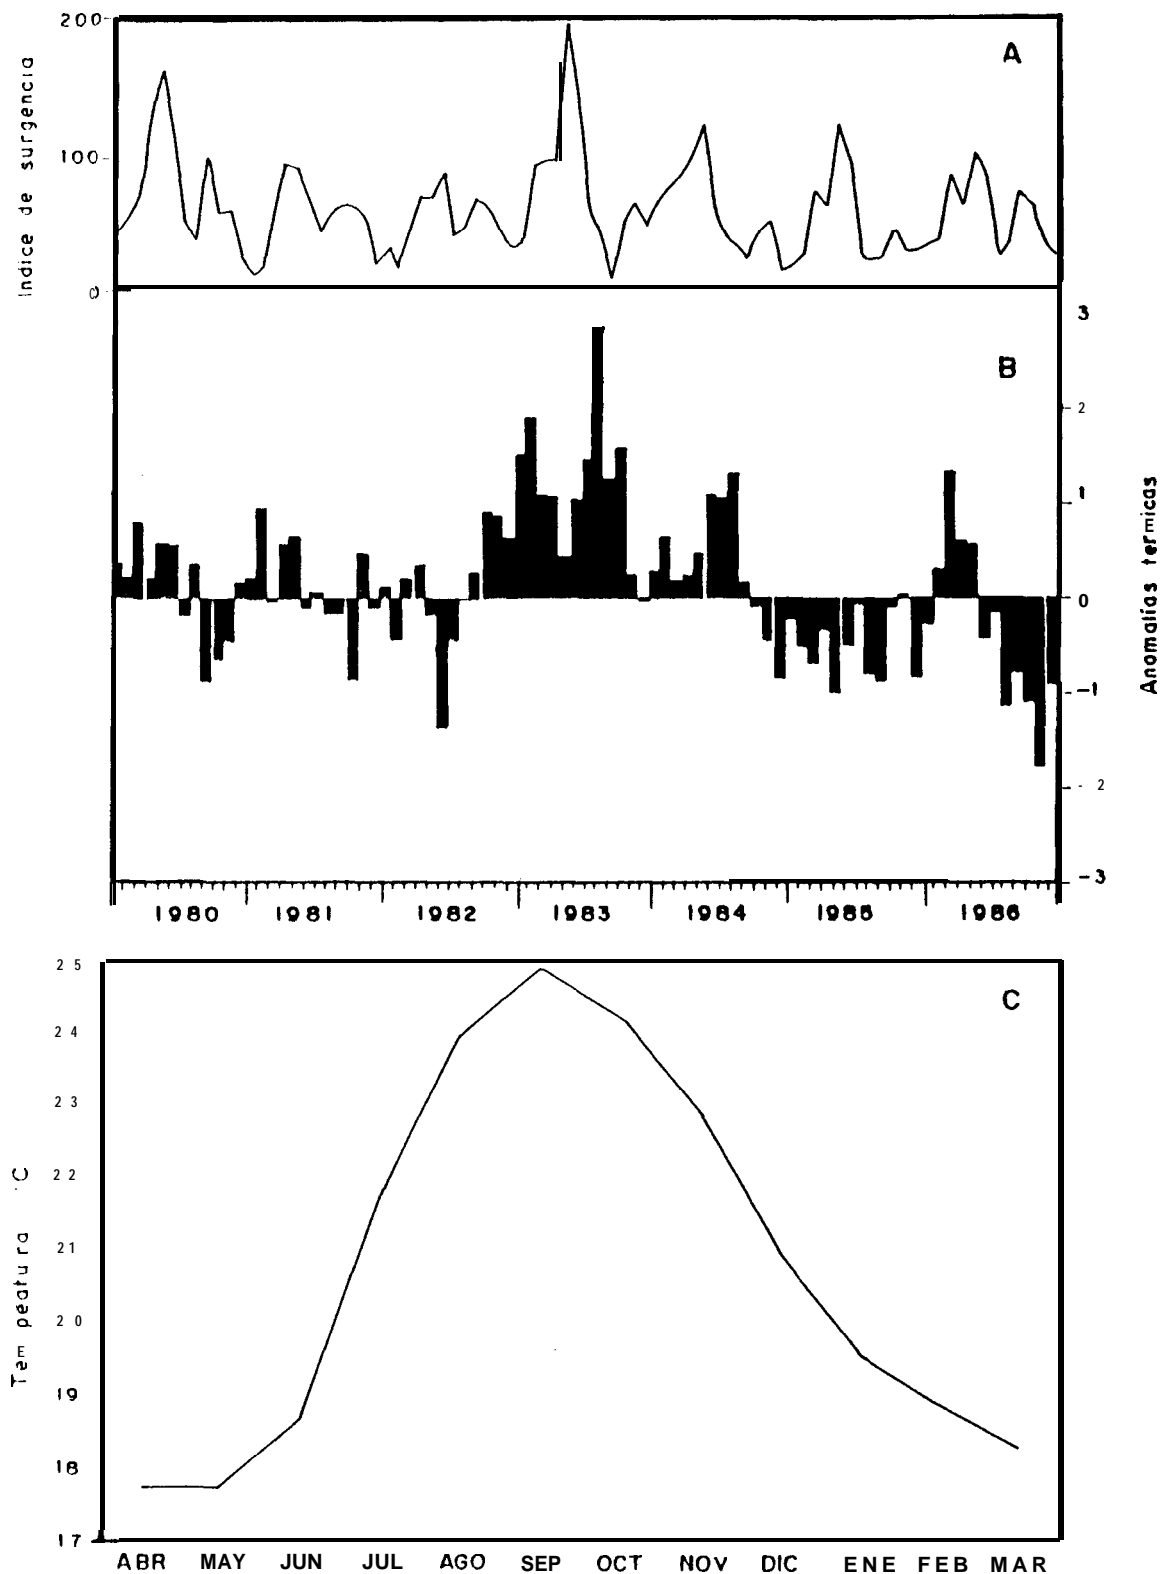 200
A
Indice de surgencia
100
0
3
B
2
1
Anomalías termicas
0
-1
- 2
-3
1980 1981 1982 1983 1984 1985 1986
25
C
24
23
22
Tem peatura °C
21
20
19
18
17
ABR MAY JUN JUL AGO SEP OCT NOV DIC ENE FEB MAR